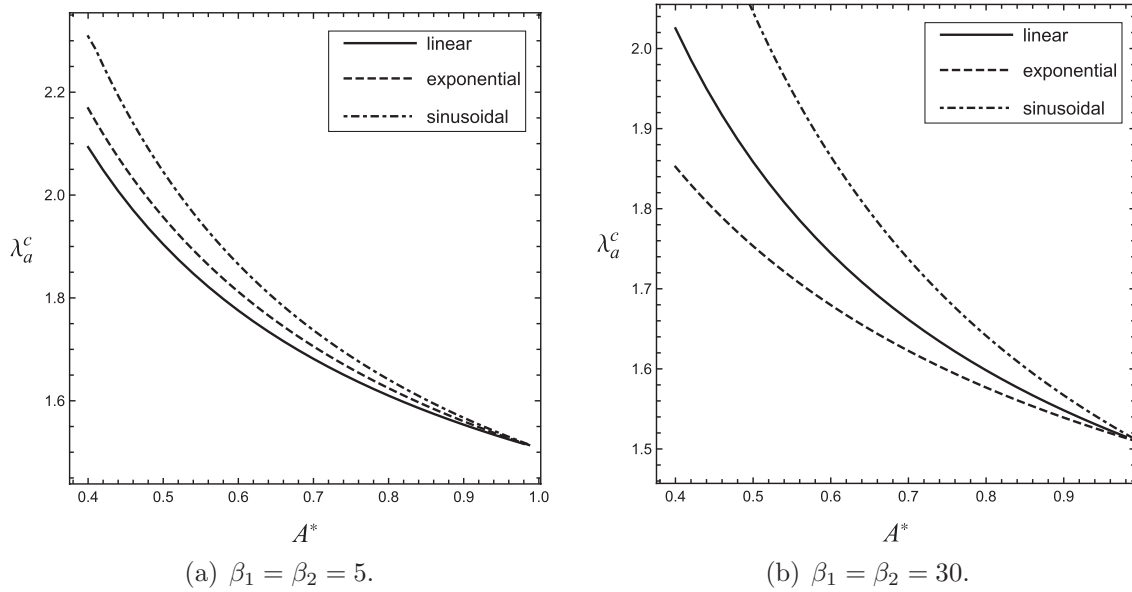 linear
exponential
sinusoidal
2.2
2.0
1.8
1.6
λ_a^c
0.4 0.5 0.6 0.7 0.8 0.9 1.0
A*
(a) β₁ = β₂ = 5.
linear
exponential
sinusoidal
2.0
1.9
1.8
1.7
1.6
1.5
λ_a^c
0.4 0.5 0.6 0.7 0.8 0.9
A*
(b) β₁ = β₂ = 30.